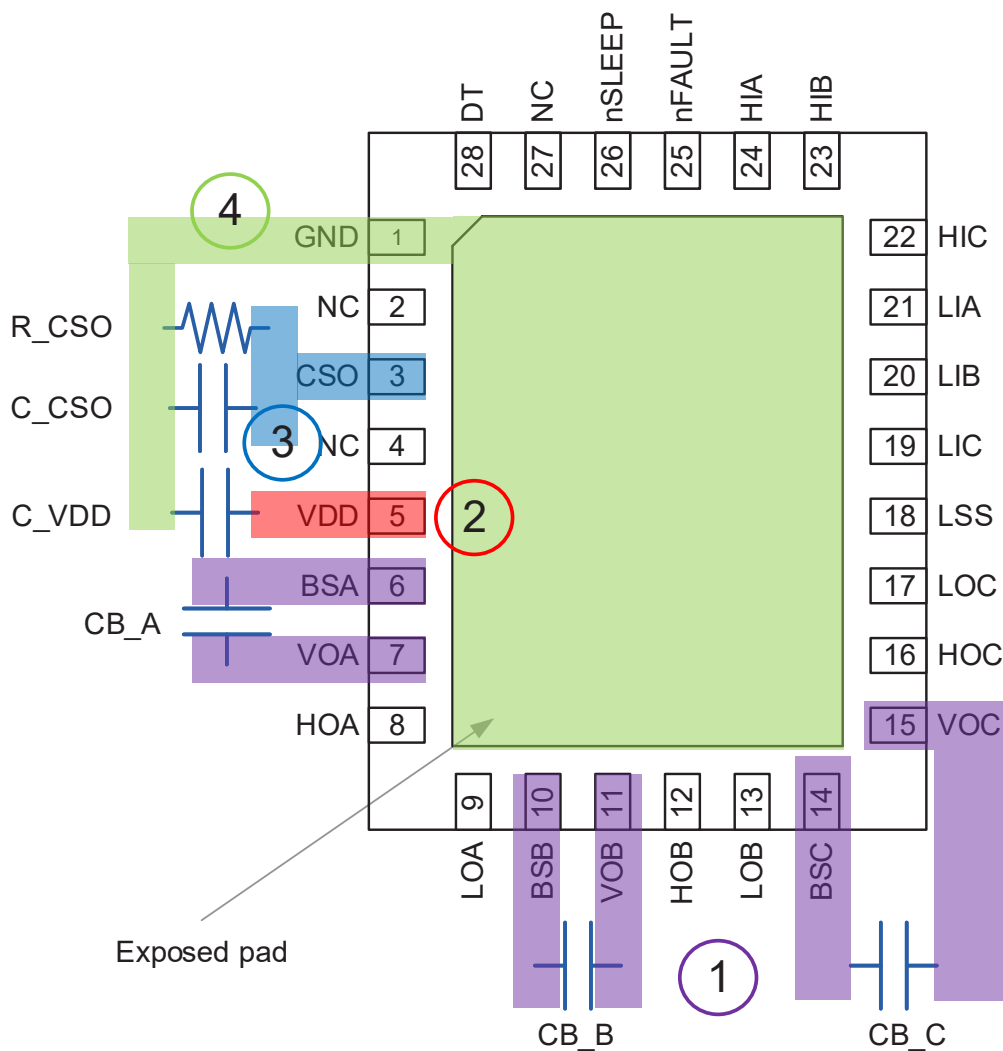 DT
NC
nSLEEP
nFAULT
HIA
HIB
28
27
26
25
24
23
4
GND 1
22 HIC
NC 2
21 LIA
R_CSO
CSO 3
20 LIB
C_CSO
3
NC 4
19 LIC
C_VDD
VDD 5
2
18 LSS
BSA 6
17 LOC
CB_A
VOA 7
16 HOC
HOA 8
15 VOC
9
10
11
12
13
14
LOA
BSB
VOB
HOB
LOB
BSC
Exposed pad
1
CB_B
CB_C